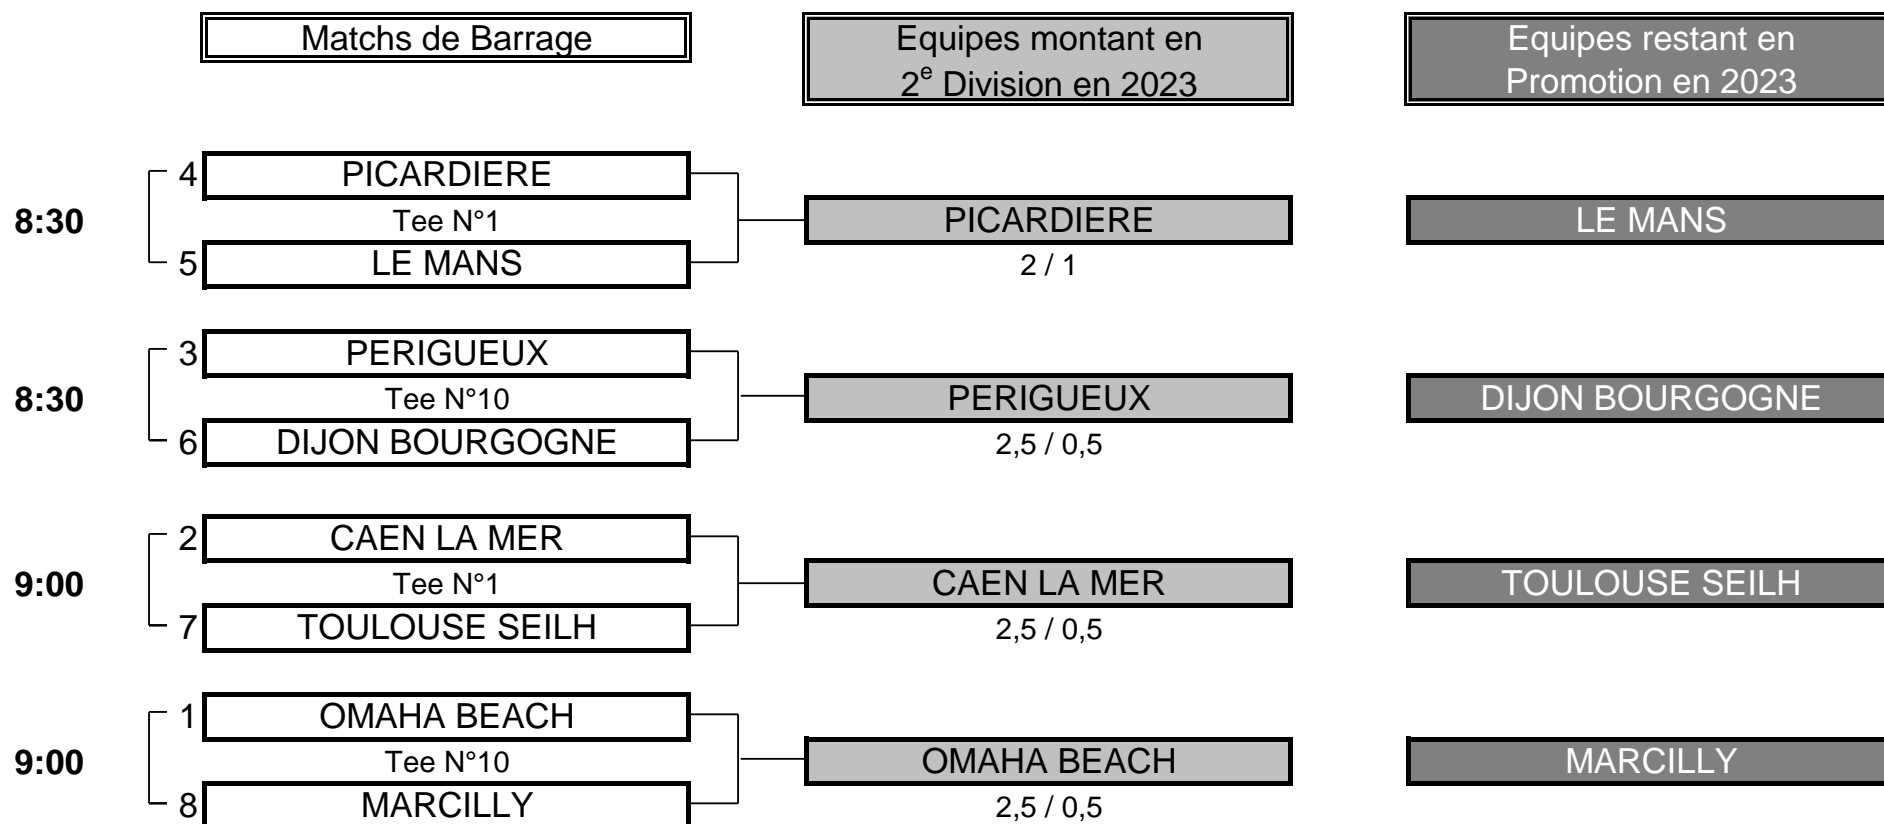 Matchs de Barrage
Equipes montant en
2e Division en 2023
Equipes restant en
Promotion en 2023
4 PICARDIERE
8:30 Tee N°1 PICARDIERE LE MANS
5 LE MANS 2 / 1
3 PERIGUEUX
8:30 Tee N°10 PERIGUEUX DIJON BOURGOGNE
6 DIJON BOURGOGNE 2,5 / 0,5
2 CAEN LA MER
9:00 Tee N°1 CAEN LA MER TOULOUSE SEILH
7 TOULOUSE SEILH 2,5 / 0,5
1 OMAHA BEACH
9:00 Tee N°10 OMAHA BEACH MARCILLY
8 MARCILLY 2,5 / 0,5